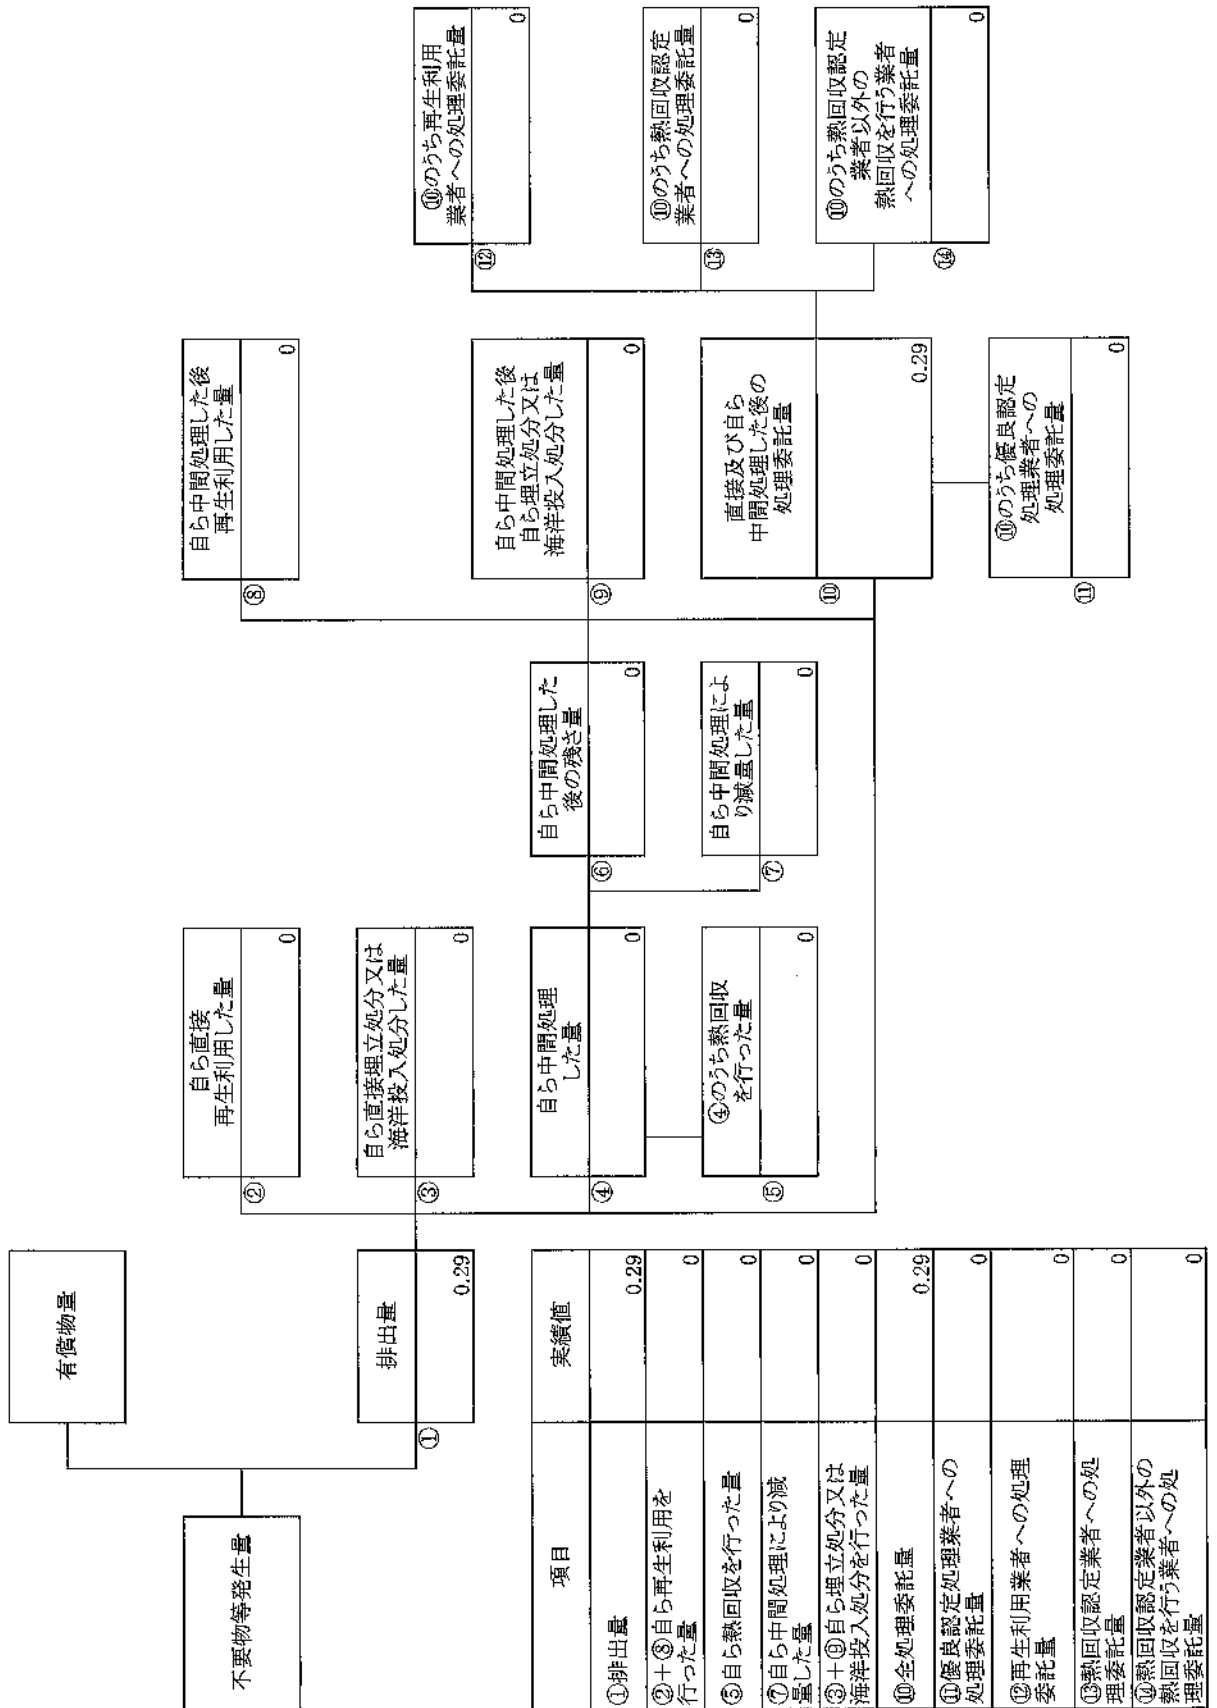 有償物量
不要物等発生量
①
排出量
0.29
②
自ら直接
再生利用した量
0
③
自ら直接埋立処分又は
海洋投入処分した量
0
④
自ら中間処理
した量
0
⑤
④のうち熱回収
を行った量
0
⑥
自ら中間処理した
後の残さ量
0
⑦
自ら中間処理によ
り減量した量
0
⑧
自ら中間処理した後
再生利用した量
0
⑨
自ら中間処理した後
自ら埋立処分又は
海洋投入処分した量
0
⑩
直接及び自ら
中間処理した後の
処理委託量
0.29
⑪
⑩のうち優良認定
処理業者への
処理委託量
0
⑫
⑩のうち再生利用
業者への処理委託量
0
⑬
⑩のうち熱回収認定
業者への処理委託量
0
⑭
⑩のうち熱回収認定
業者以外の
熱回収を行う業者
への処理委託量
0
項目
実績値
①排出量
0.29
②+⑧自ら再生利用を
行った量
0
⑤自ら熱回収を行った量
0
⑦自ら中間処理により減
量した量
0
③+⑨自ら埋立処分又は
海洋投入処分を行った量
0
⑩全処理委託量
0.29
⑪優良認定処理業者への
処理委託量
0
⑫再生利用業者への処理
委託量
0
⑬熱回収認定業者への処
理委託量
0
⑭熱回収認定業者以外の
熱回収を行う業者への処
理委託量
0